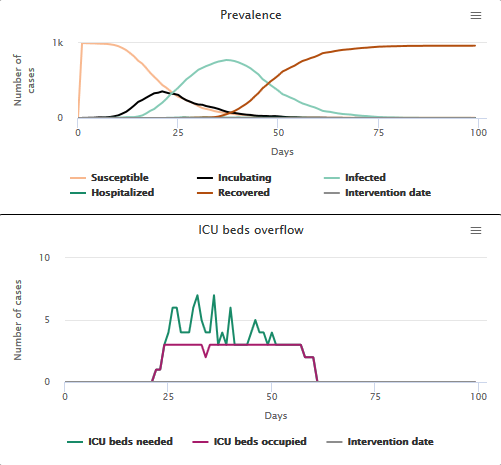 Prevalence
1k
Number of
cases
0
0 25 50 75 100
Days
Susceptible Incubating Infected
Hospitalized Recovered Intervention date
ICU beds overflow
10
5
0
Number of cases
0 25 50 75 100
Days
ICU beds needed ICU beds occupied Intervention date